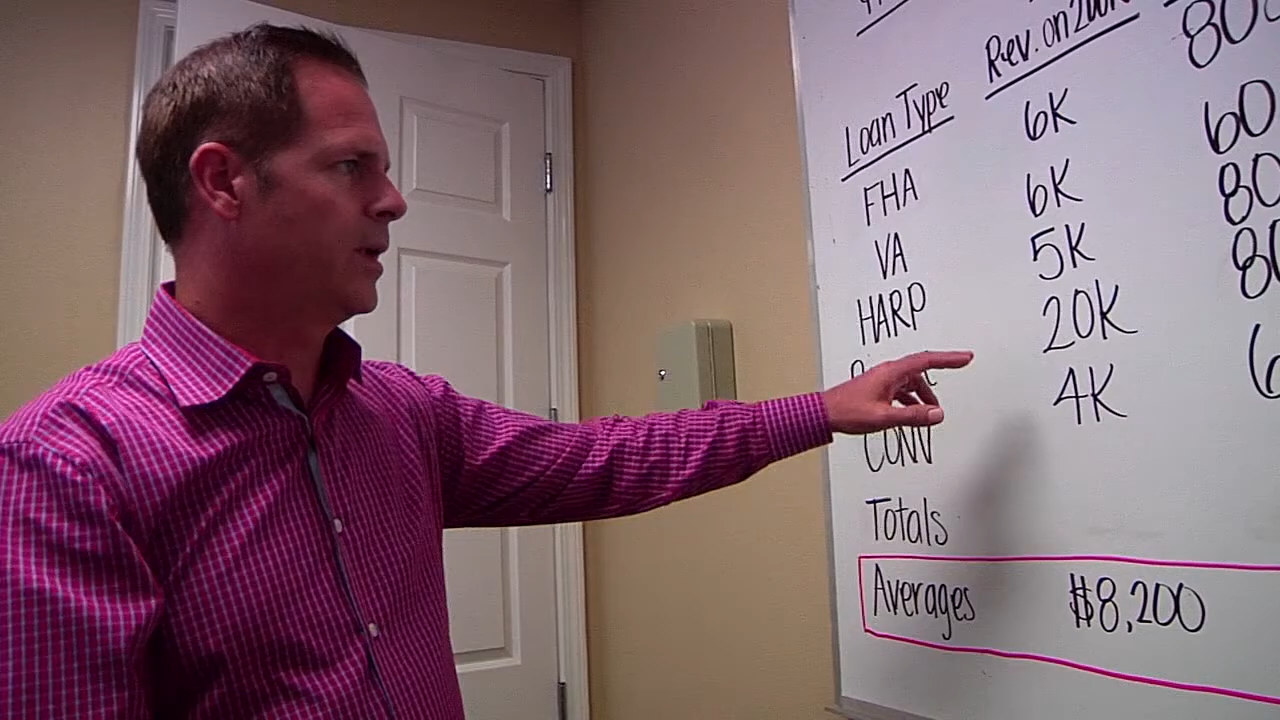 Rev. on 200K
Loan Type
FHA 6K 60
VA 6K 80
HARP 5K 80
20K
CONV 4K
Totals
Averages $8,200